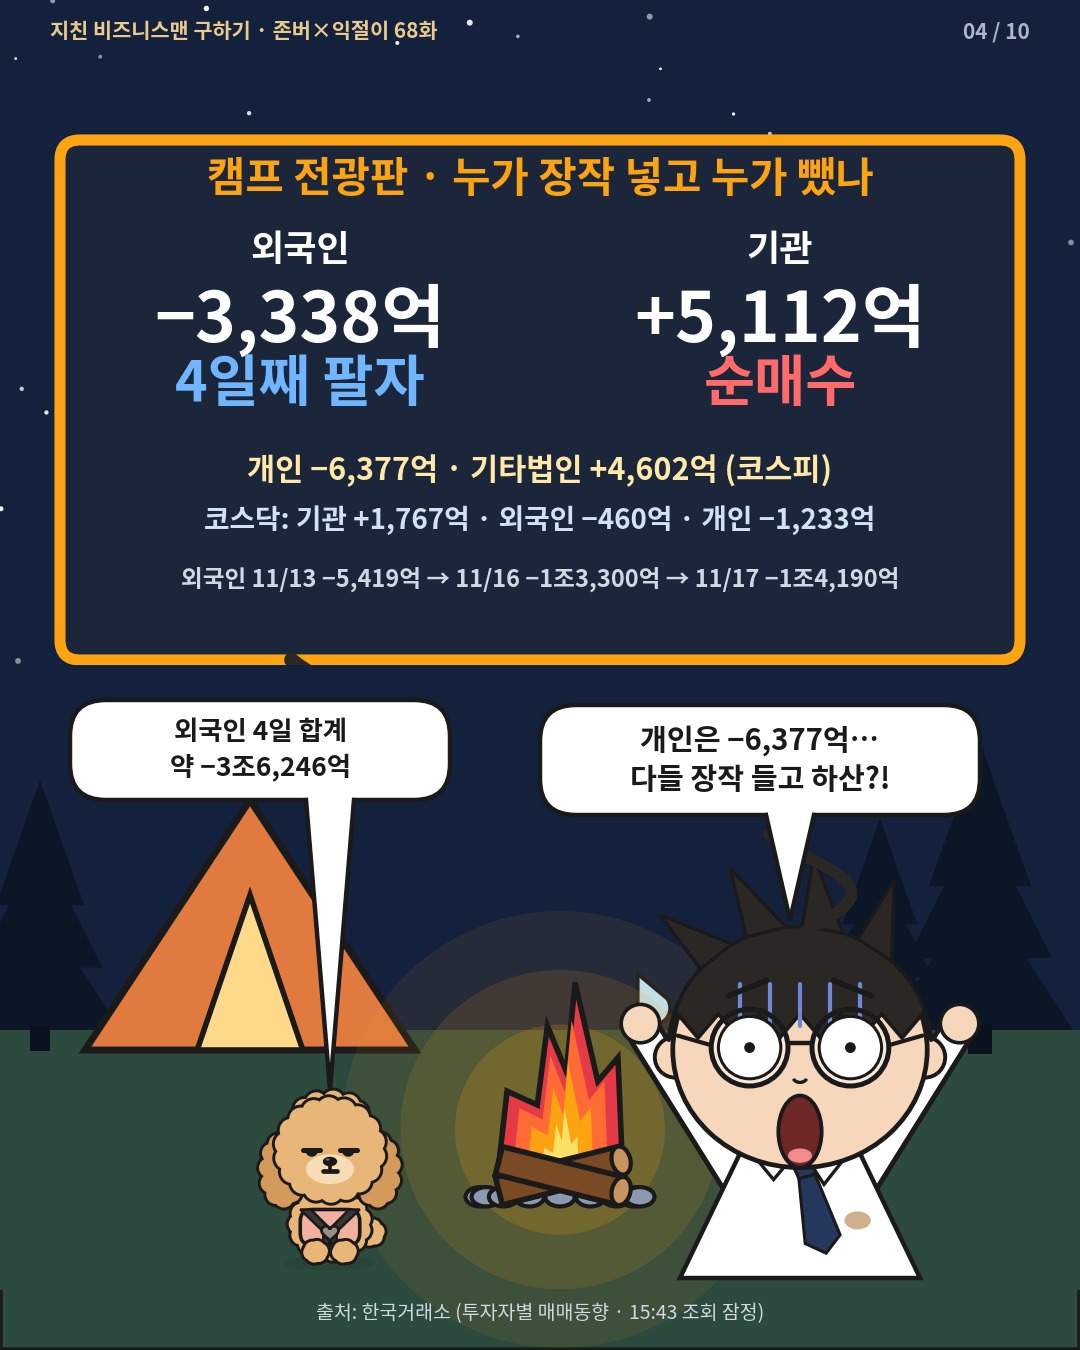 지친 비즈니스맨 구하기 · 존버×익절이 68화
04 / 10
캠프 전광판 · 누가 장작 넣고 누가 뺐나
외국인
−3,338억
4일째 팔자
기관
+5,112억
순매수
개인 −6,377억 · 기타법인 +4,602억 (코스피)
코스닥: 기관 +1,767억 · 외국인 −460억 · 개인 −1,233억
외국인 11/13 −5,419억 → 11/16 −1조3,300억 → 11/17 −1조4,190억
외국인 4일 합계
약 −3조6,246억
개인은 −6,377억…
다들 장작 들고 하산?!
출처: 한국거래소 (투자자별 매매동향 · 15:43 조회 잠정)